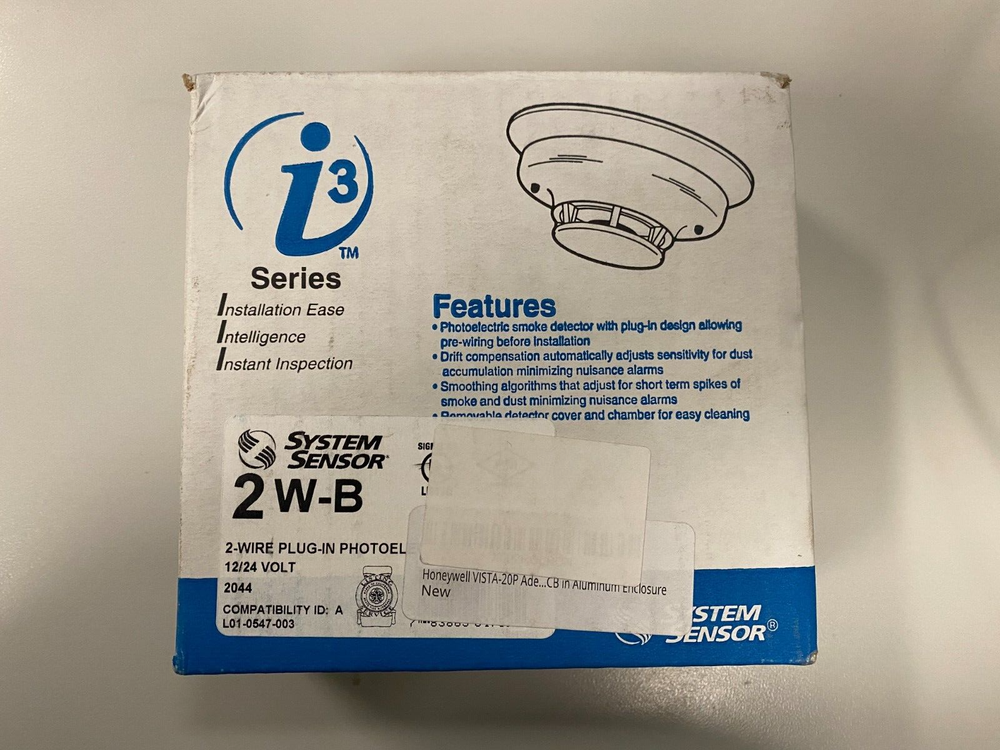 i3
TM
Series
Installation Ease
Intelligence
Instant Inspection
Features
• Photoelectric smoke detector with plug-in design allowing
pre-wiring before installation
• Drift compensation automatically adjusts sensitivity for dust
accumulation minimizing nuisance alarms
• Smoothing algorithms that adjust for short term spikes of
smoke and dust minimizing nuisance alarms
• Removable detector cover and chamber for easy cleaning
SYSTEM
SENSOR
2W-B
2-WIRE PLUG-IN PHOTOEL
12/24 VOLT
2044
COMPATIBILITY ID: A
L01-0547-003
Honeywell VISTA-20P Ade...CB in Aluminum Enclosure
New
SYSTEM
SENSOR®